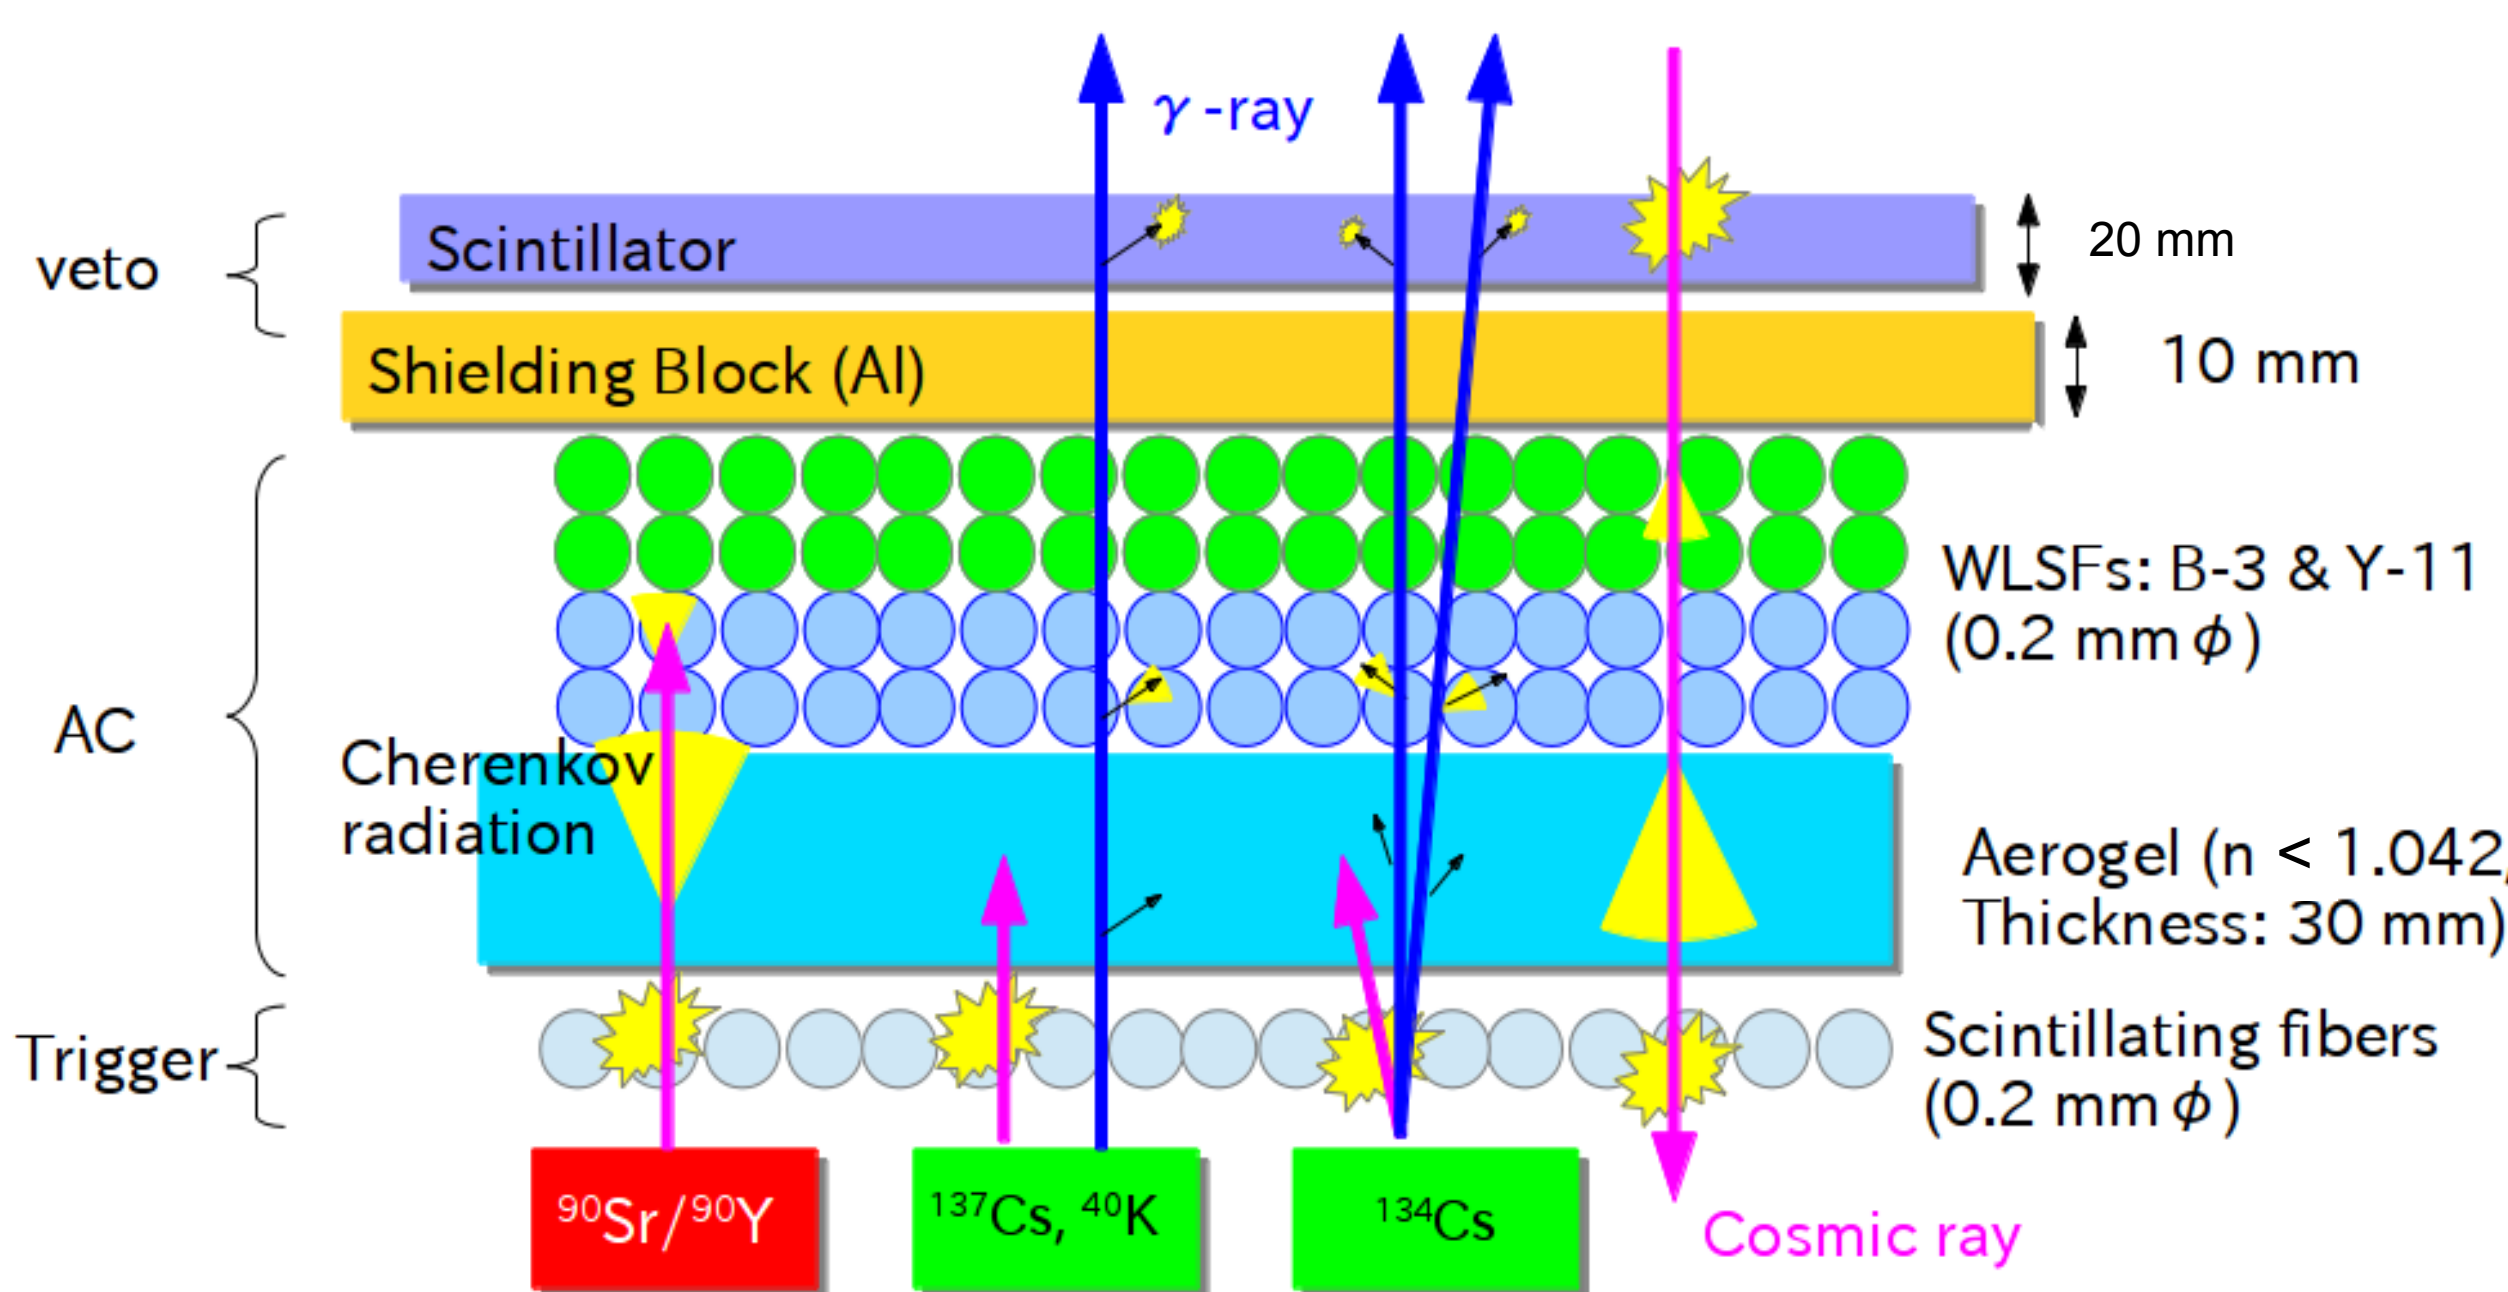 γ -ray
veto
Scintillator
20 mm
Shielding Block (Al)
10 mm
WLSFs: B-3 & Y-11
(0.2 mm ϕ)
AC
Cherenkov
radiation
Aerogel (n < 1.042,
Thickness: 30 mm)
Trigger
Scintillating fibers
(0.2 mm ϕ)
⁹⁰Sr/⁹⁰Y
¹³⁷Cs, ⁴⁰K
¹³⁴Cs
Cosmic ray